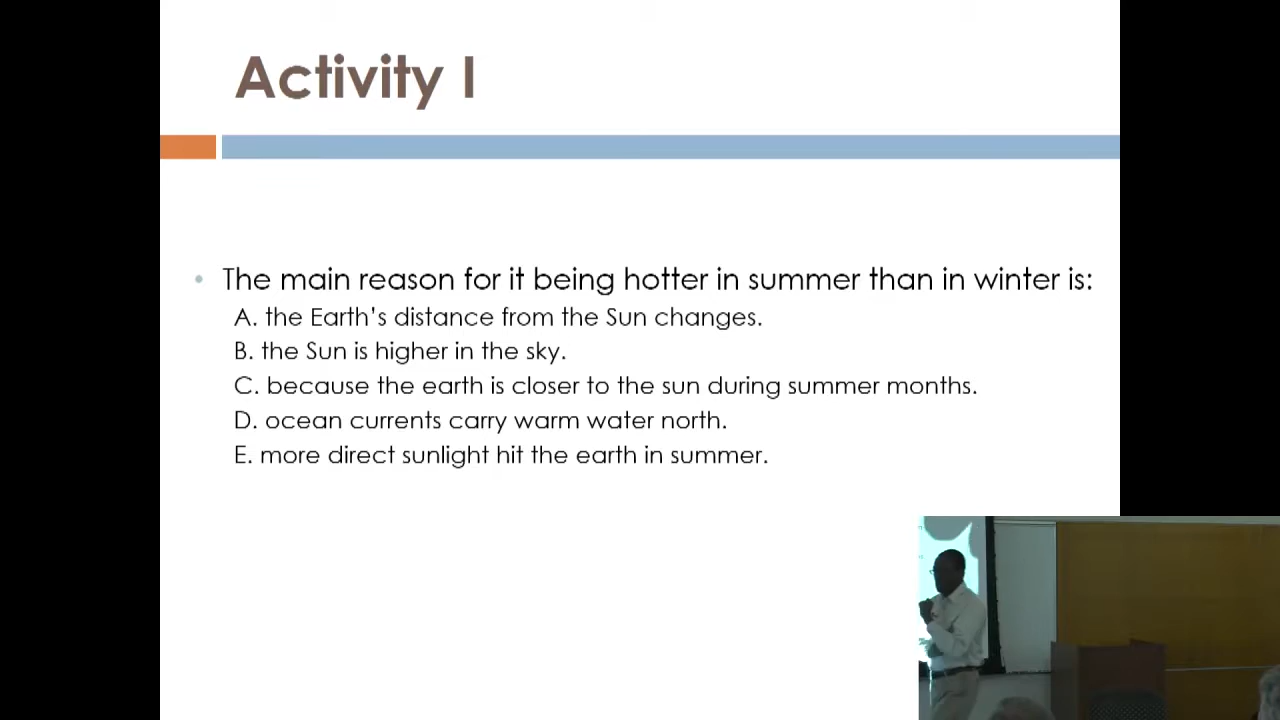 Activity I
• The main reason for it being hotter in summer than in winter is:
A. the Earth's distance from the Sun changes.
B. the Sun is higher in the sky.
C. because the earth is closer to the sun during summer months.
D. ocean currents carry warm water north.
E. more direct sunlight hit the earth in summer.